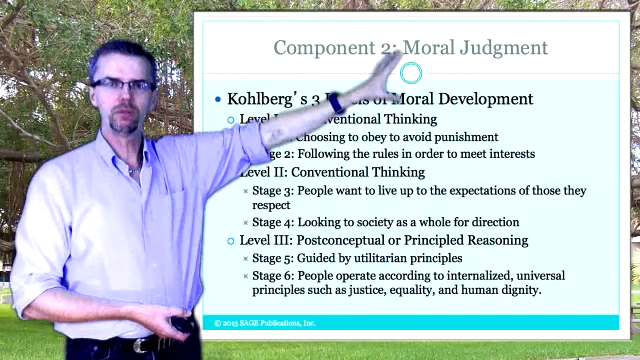 Component 2: Moral Judgment
• Kohlberg's 3 of Moral Development
Level Conventional Thinking
Choosing to obey to avoid punishment
Stage 2: Following the rules in order to meet interests
Level II: Conventional Thinking
Stage 3: People want to live up to the expectations of those they
respect
Stage 4: Looking to society as a whole for direction
Level III: Postconceptual or Principled Reasoning
Stage 5: Guided by utilitarian principles
Stage 6: People operate according to internalized, universal
principles such as justice, equality, and human dignity.
© 2015 SAGE Publications, Inc.